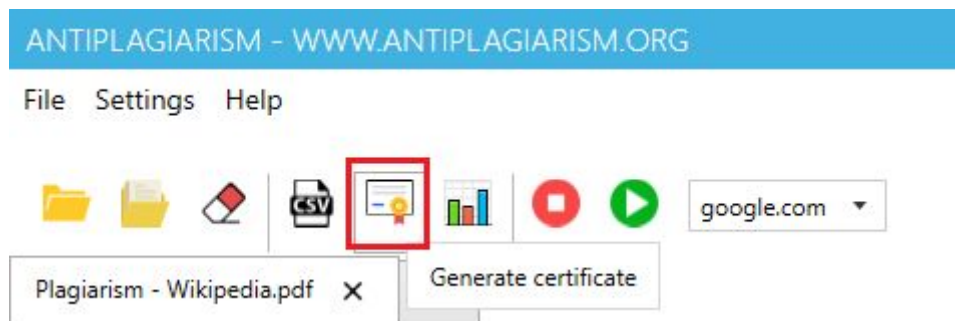 ANTIPLAGIARISM - WWW.ANTIPLAGIARISM.ORG
File Settings Help
CSV
google.com
Plagiarism - Wikipedia.pdf
Generate certificate